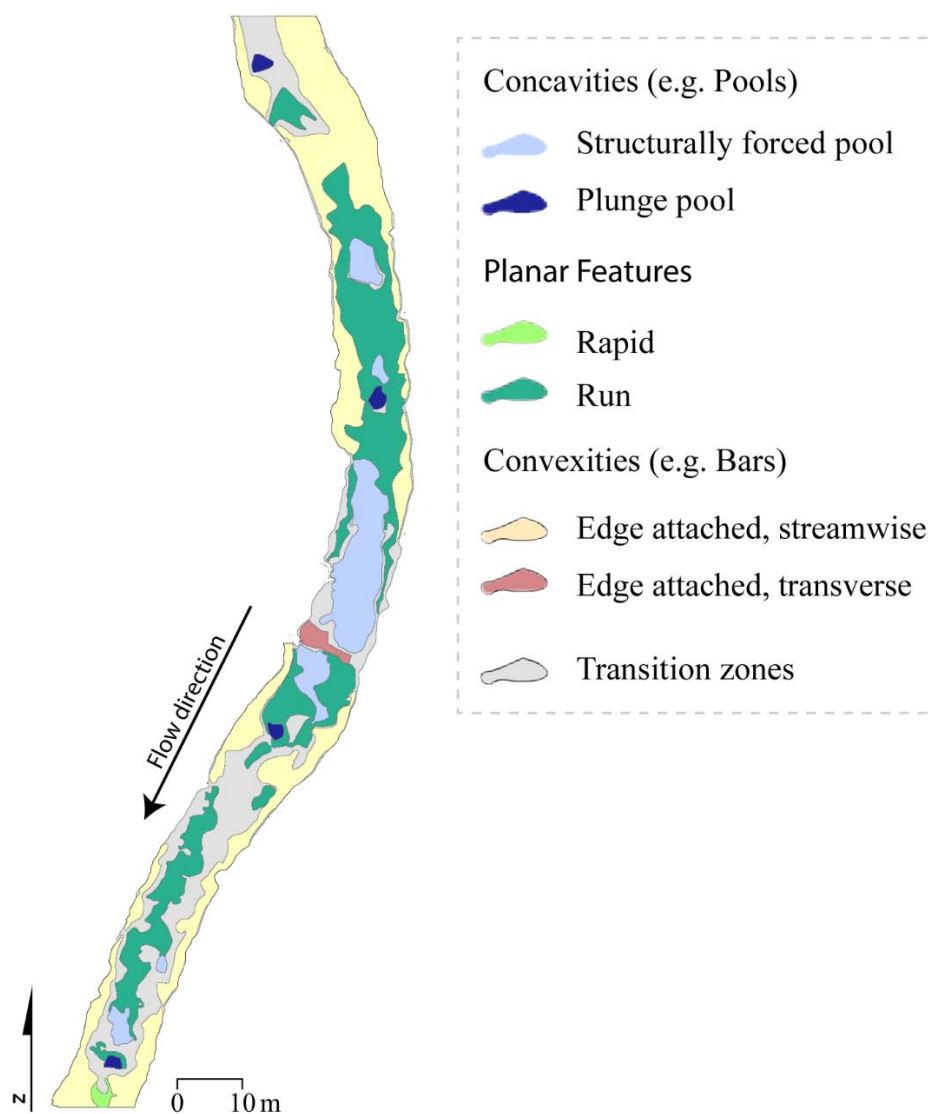 Concavities (e.g. Pools)
Structurally forced pool
Plunge pool
Planar Features
Rapid
Run
Convexities (e.g. Bars)
Edge attached, streamwise
Edge attached, transverse
Transition zones
Flow direction
N
0 10 m